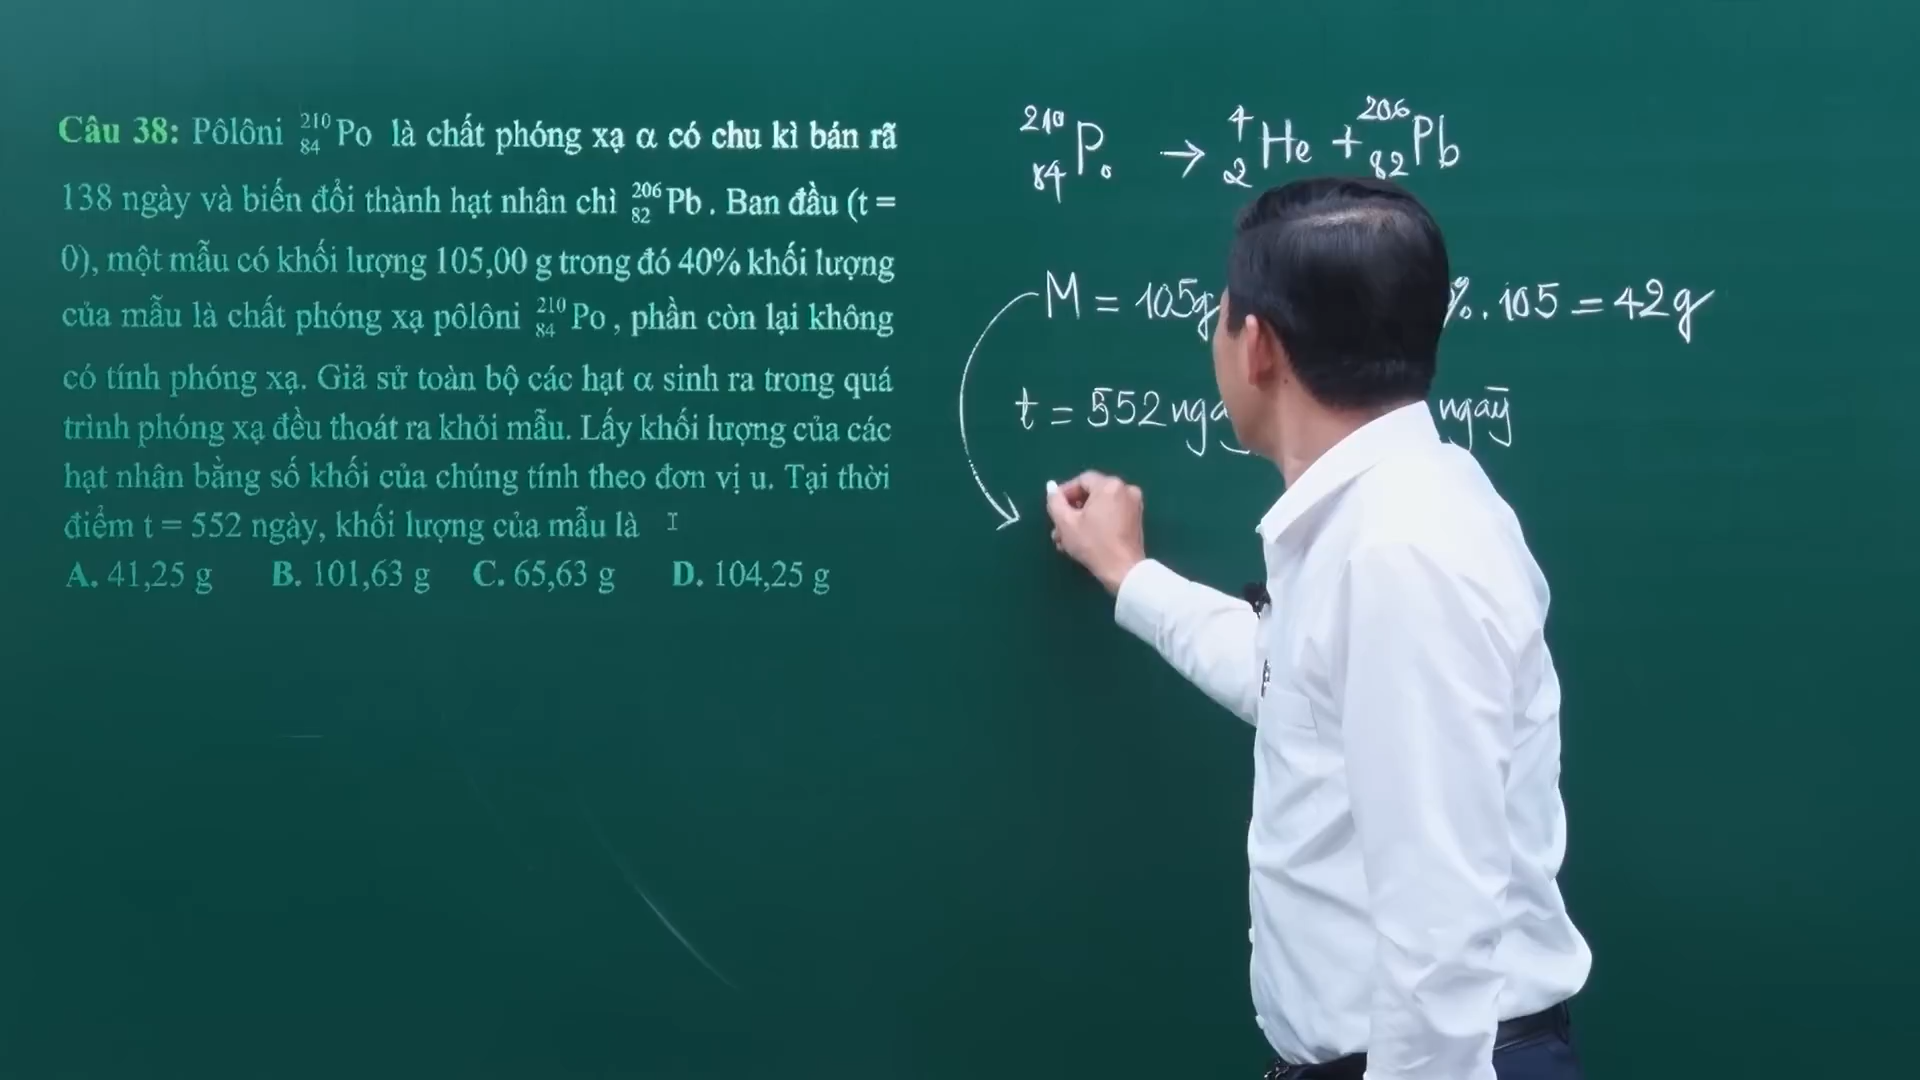 Câu 38: Pôlôni ²¹⁰₈₄Po là chất phóng xạ α có chu kì bán rã
138 ngày và biến đổi thành hạt nhân chì ²⁰⁶₈₂Pb. Ban đầu (t =
0), một mẫu có khối lượng 105,00 g trong đó 40% khối lượng
của mẫu là chất phóng xạ pôlôni ²¹⁰₈₄Po, phần còn lại không
có tính phóng xạ. Giả sử toàn bộ các hạt α sinh ra trong quá
trình phóng xạ đều thoát ra khỏi mẫu. Lấy khối lượng của các
hạt nhân bằng số khối của chúng tính theo đơn vị u. Tại thời
điểm t = 552 ngày, khối lượng của mẫu là
A. 41,25 g B. 101,63 g C. 65,63 g D. 104,25 g
²¹⁰₈₄Po → ⁴₂He + ²⁰⁶₈₂Pb
M = 105g %.105 = 42g
t = 552 ngày